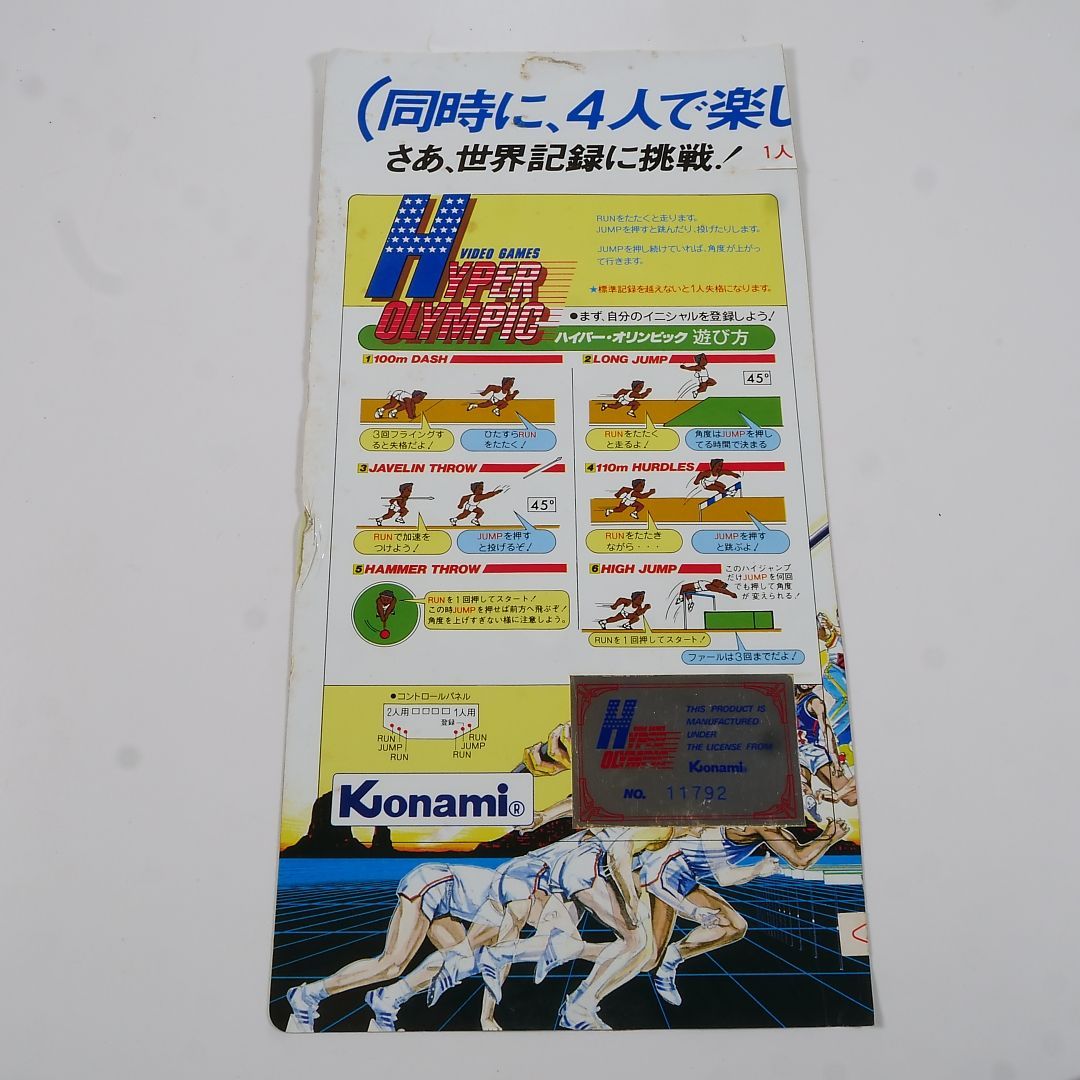 (同時に、4人で楽し
さあ、世界記録に挑戦!
1人
HYPER OLYMPIC
VIDEO GAMES
RUNをたたくと走ります。
JUMPを押すと跳んだり、投げたりします。
JUMPを押し続けていれば、角度が上がっ
て行きます。
★標準記録を越えないと1人失格になります。
●まず、自分のイニシャルを登録しよう!
ハイパー・オリンピック 遊び方
1 100m DASH
3回フライングす
ると失格だよ!
ひたすらRUN
をたたく!
2 LONG JUMP
45°
RUNをたたく
と走るよ!
角度はJUMPを押し
てる時間で決まる
3 JAVELIN THROW
45°
RUNで加速を
つけよう!
JUMPを押す
と投げるぞ!
4 110m HURDLES
RUNをたたき
ながら・・・
JUMPを押す
と跳ぶよ!
5 HAMMER THROW
RUNを1回押してスタート!
この時JUMPを押せば前方へ飛ぶぞ!
角度を上げすぎない様に注意しよう。
6 HIGH JUMP
このハイジャンプ
だけJUMPを何回
でも押して角度
が変えられる!
RUNを1回押してスタート!
ファールは3回までだよ!
●コントロールパネル
2人用 1人用
登録
RUN
JUMP
RUN
RUN
JUMP
RUN
Konami®
HYPER OLYMPIC
VIDEO GAMES
THIS PRODUCT IS
MANUFACTURED
UNDER
THE LICENSE FROM
Konami®
NO. 11792